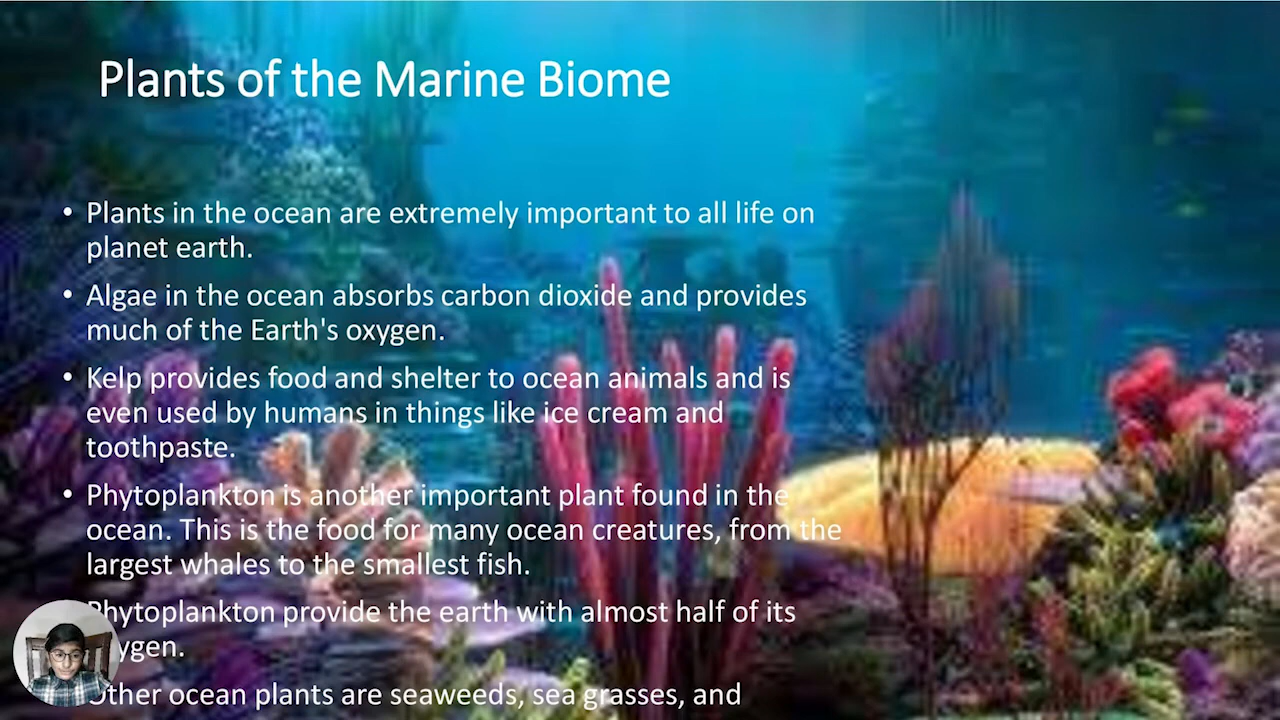 Plants of the Marine Biome
• Plants in the ocean are extremely important to all life on
planet earth.
• Algae in the ocean absorbs carbon dioxide and provides
much of the Earth's oxygen.
• Kelp provides food and shelter to ocean animals and is
even used by humans in things like ice cream and
toothpaste.
• Phytoplankton is another important plant found in the
ocean. This is the food for many ocean creatures, from the
largest whales to the smallest fish.
Phytoplankton provide the earth with almost half of its
ygen.
Other ocean plants are seaweeds, sea grasses, and